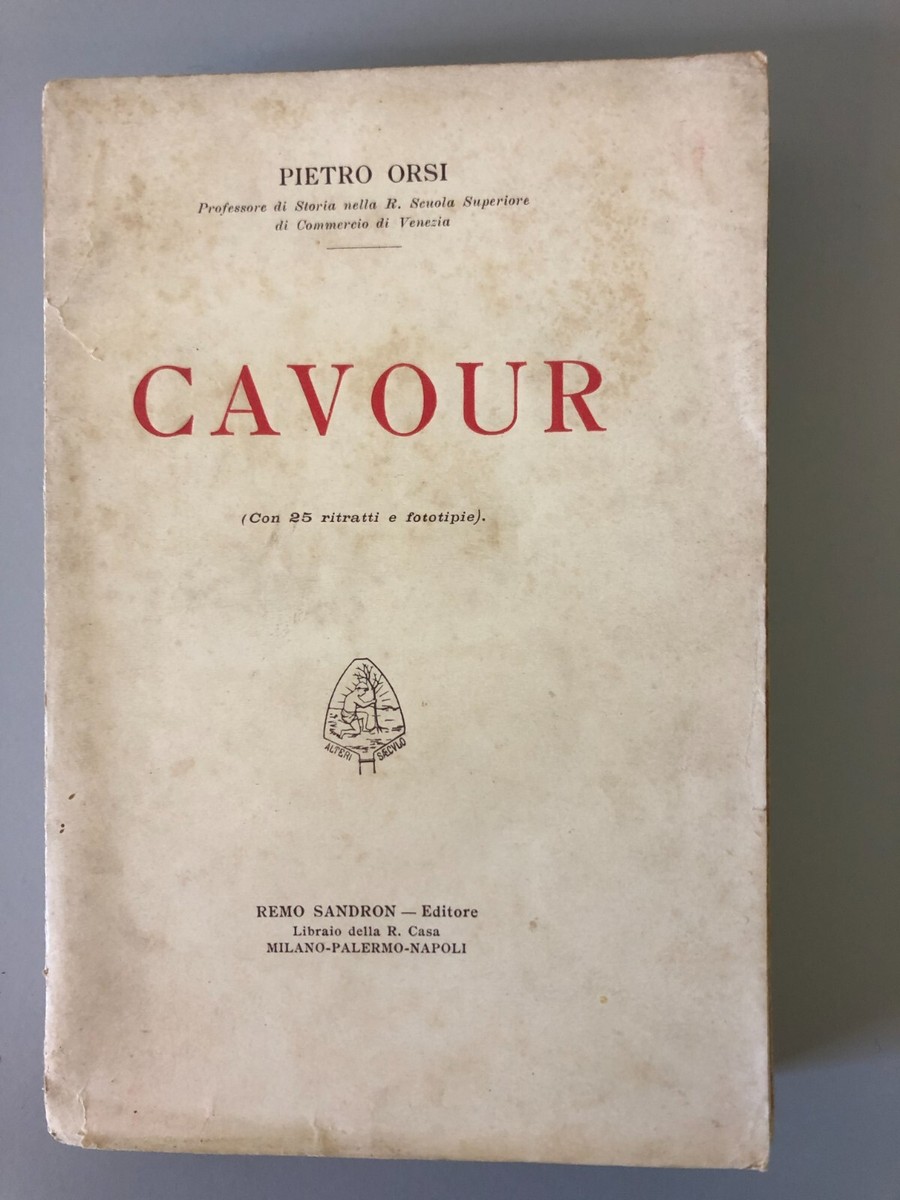 PIETRO ORSI
Professore di Storia nella R. Scuola Superiore
di Commercio di Venezia
CAVOUR
(Con 25 ritratti e fototipie).
ALTERI SÆCVLO
REMO SANDRON — Editore
Libraio della R. Casa
MILANO-PALERMO-NAPOLI